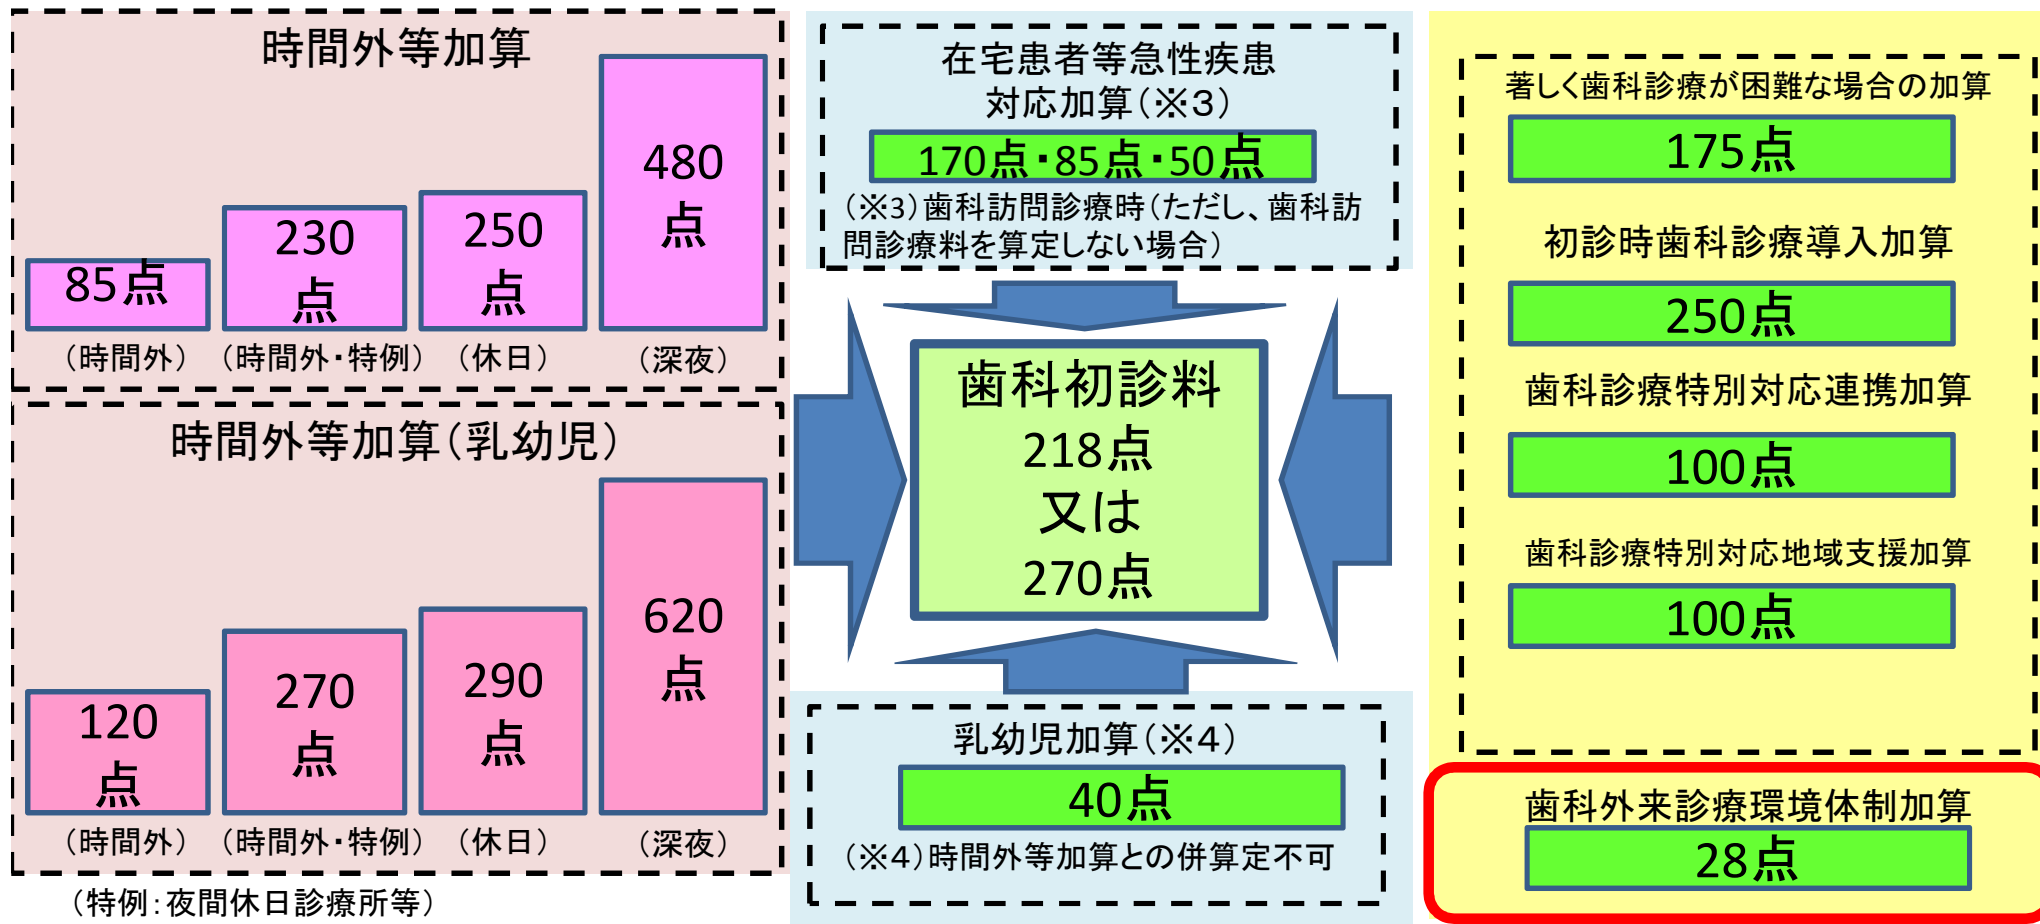 時間外等加算
85点
230
点
250
点
480
点
(時間外)
(時間外・特例)
(休日)
(深夜)
時間外等加算(乳幼児)
120
点
270
点
290
点
620
点
(時間外)
(時間外・特例)
(休日)
(深夜)
(特例:夜間休日診療所等)
在宅患者等急性疾患
対応加算(※3)
170点・85点・50点
(※3)歯科訪問診療時(ただし、歯科訪
問診療料を算定しない場合)
歯科初診料
218点
又は
270点
乳幼児加算(※4)
40点
(※4)時間外等加算との併算定不可
著しく歯科診療が困難な場合の加算
175点
初診時歯科診療導入加算
250点
歯科診療特別対応連携加算
100点
歯科診療特別対応地域支援加算
100点
歯科外来診療環境体制加算
28点